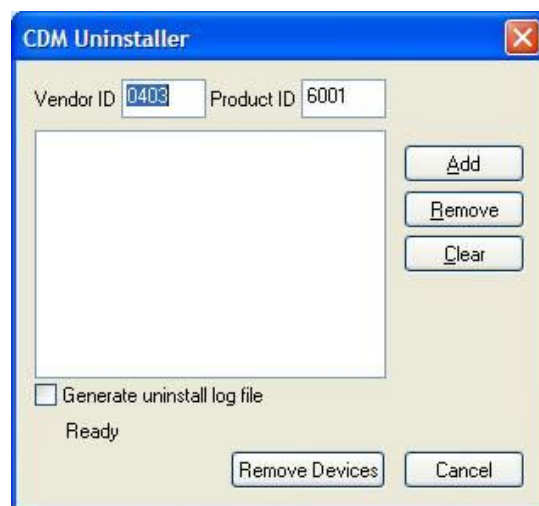 CDM Uninstaller
Vendor ID 0403 Product ID 6001
Add
Remove
Clear
Generate uninstall log file
Ready
Remove Devices Cancel